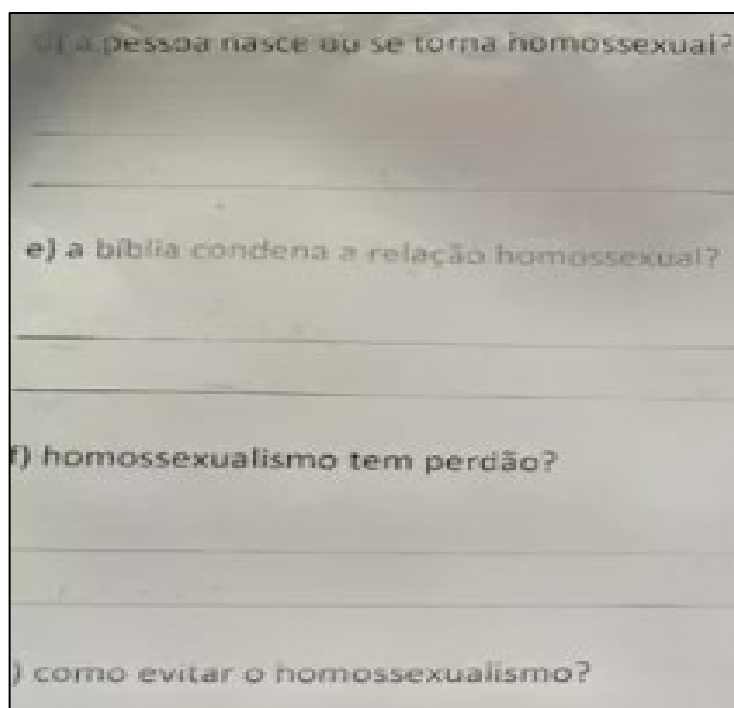 a pessoa nasce ou se torna homossexual?
e) a bíblia condena a relação homossexual?
f) homossexualismo tem perdão?
) como evitar o homossexualismo?